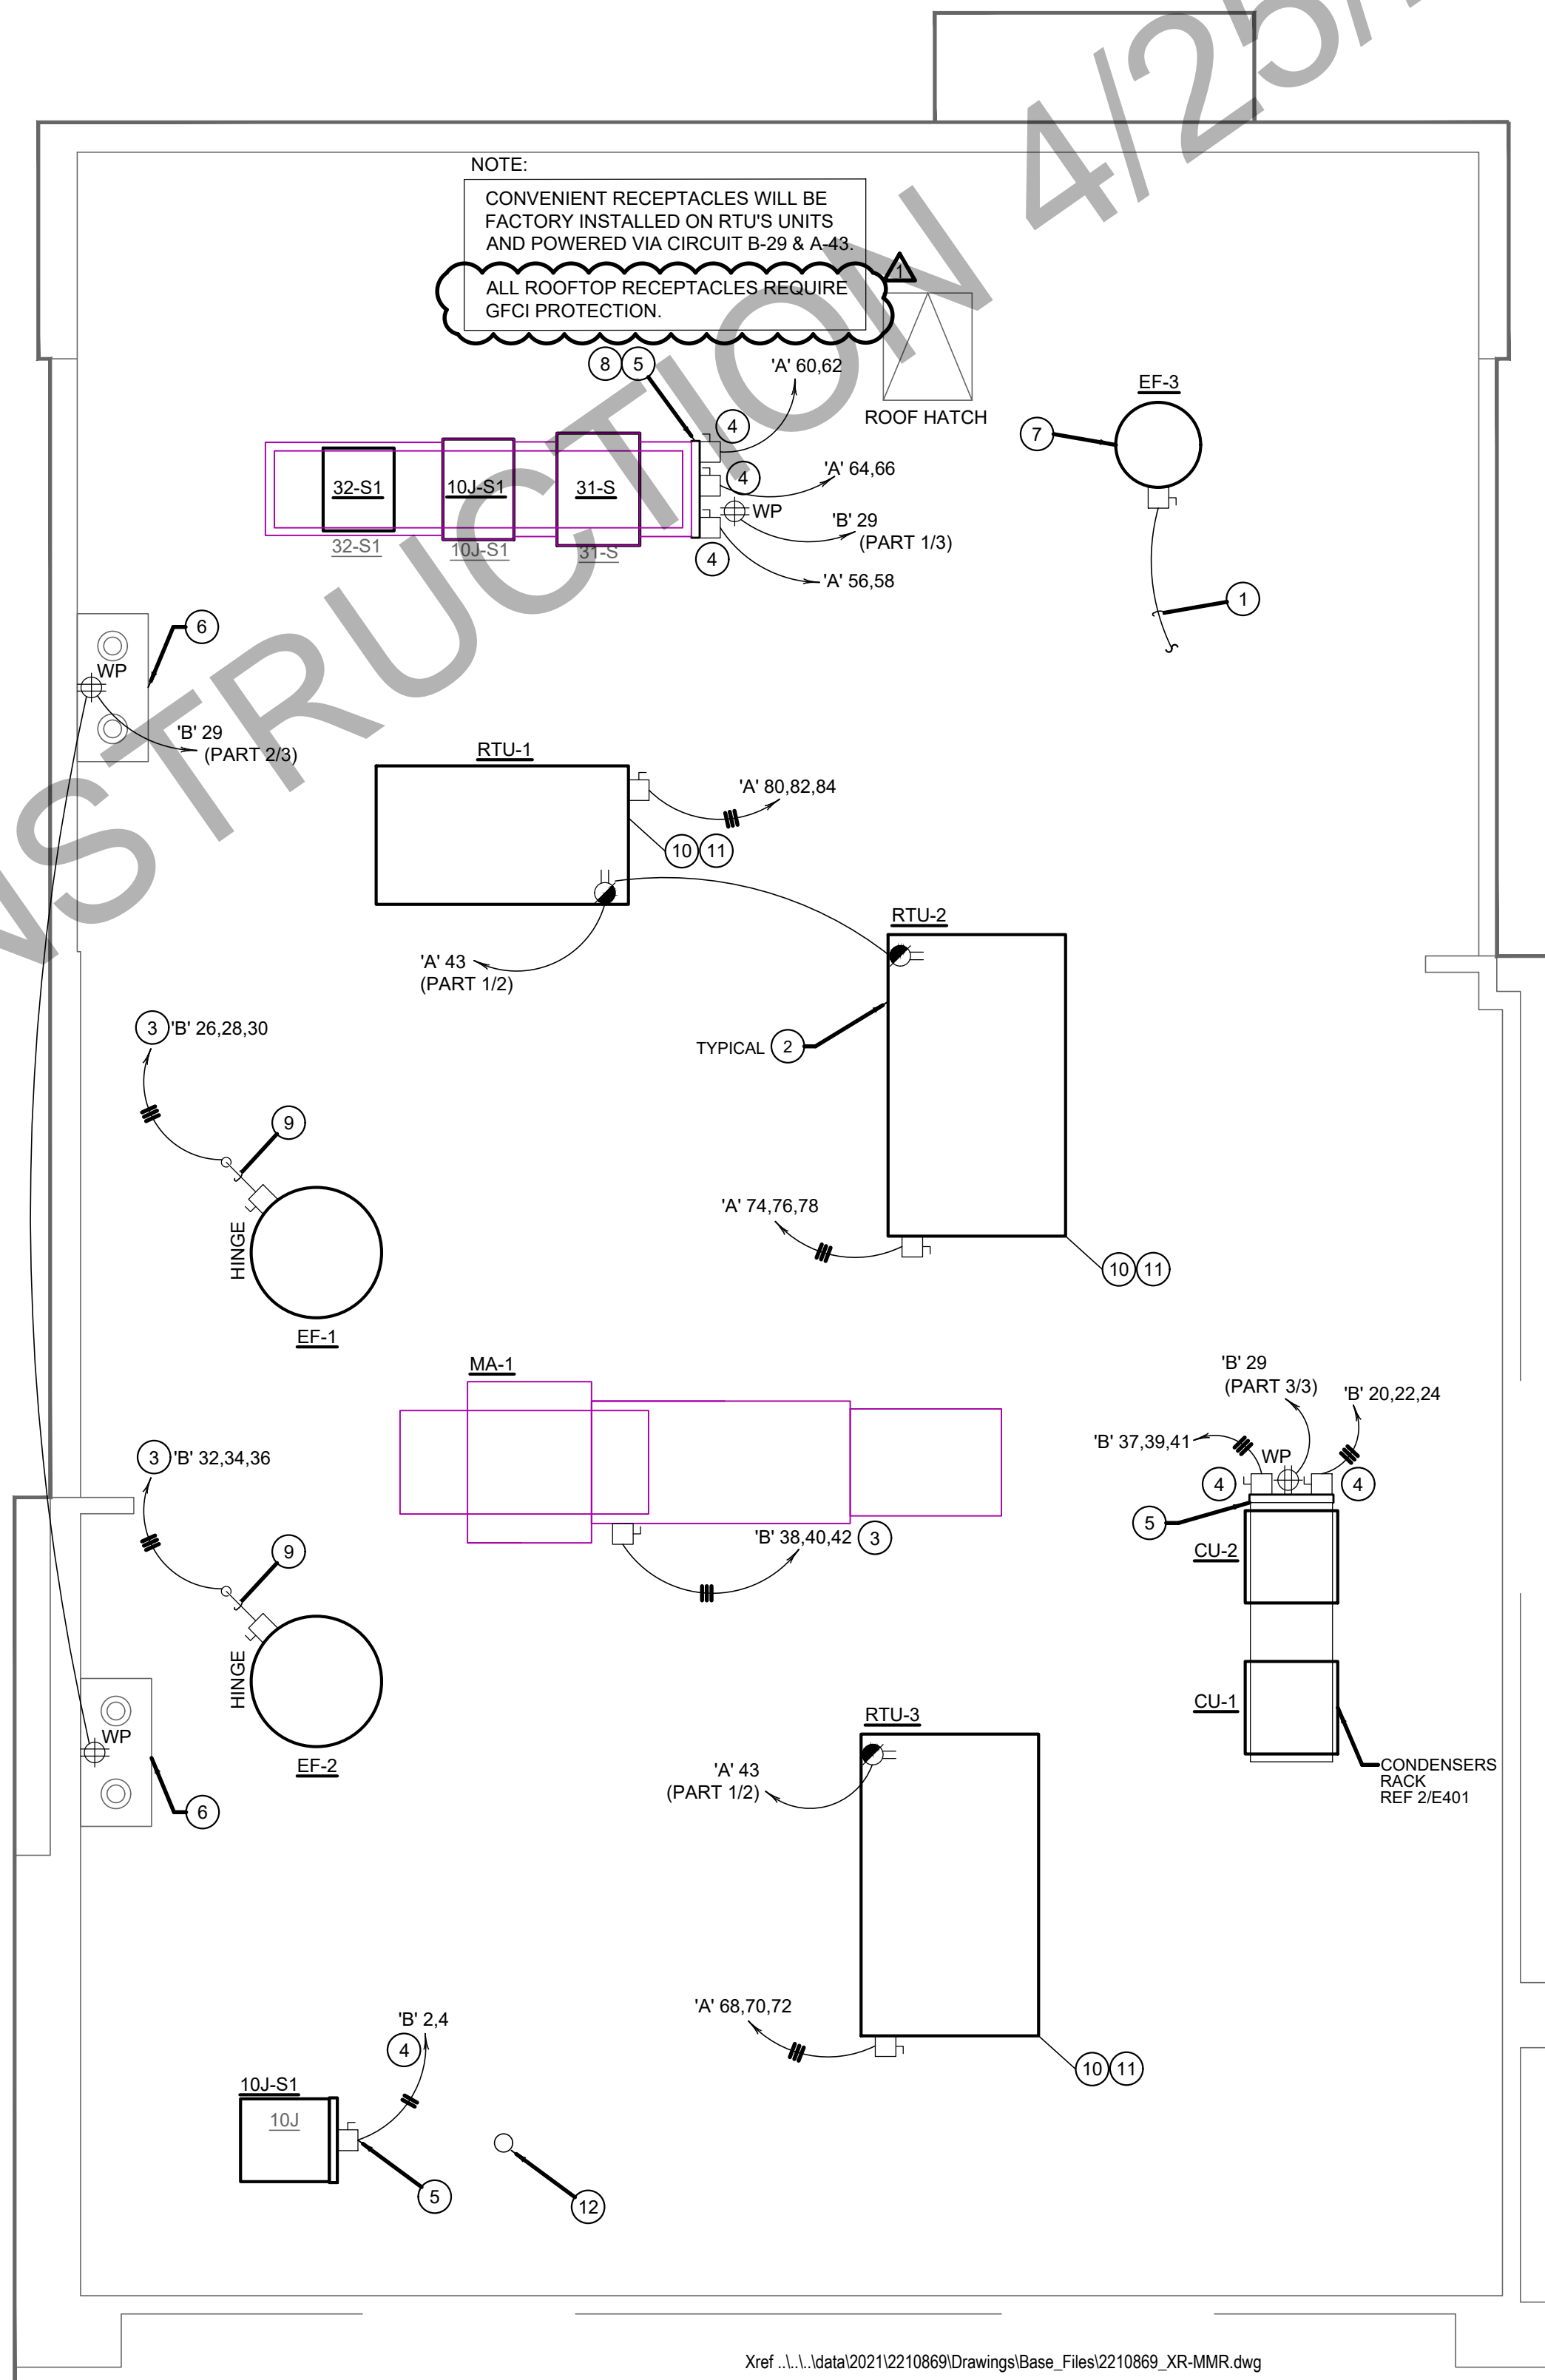 NSTRUCTION 4/25/
NOTE:
CONVENIENT RECEPTACLES WILL BE
FACTORY INSTALLED ON RTU'S UNITS
AND POWERED VIA CIRCUIT B-29 & A-43.
1
ALL ROOFTOP RECEPTACLES REQUIRE
GFCI PROTECTION.
8 5
'A' 60,62
ROOF HATCH
EF-3
7
4
32-S1
10J-S1
31-S
4
'A' 64,66
WP
'B' 29
(PART 1/3)
32-S1
10J-S1
31-S
4
'A' 56,58
1
6
WP
'B' 29
(PART 2/3)
RTU-1
'A' 80,82,84
10 11
RTU-2
'A' 43
(PART 1/2)
3 'B' 26,28,30
TYPICAL 2
9
HINGE
'A' 74,76,78
10 11
EF-1
MA-1
'B' 29
(PART 3/3)
'B' 20,22,24
'B' 37,39,41
WP
4
4
3 'B' 32,34,36
5
'B' 38,40,42 3
9
CU-2
HINGE
CU-1
RTU-3
WP
EF-2
'A' 43
(PART 1/2)
CONDENSERS
RACK
REF 2/E401
6
'A' 68,70,72
'B' 2,4
4
10 11
10J-S1
10J
5
12
Xref ..\..\..\data\2021\2210869\Drawings\Base_Files\2210869_XR-MMR.dwg